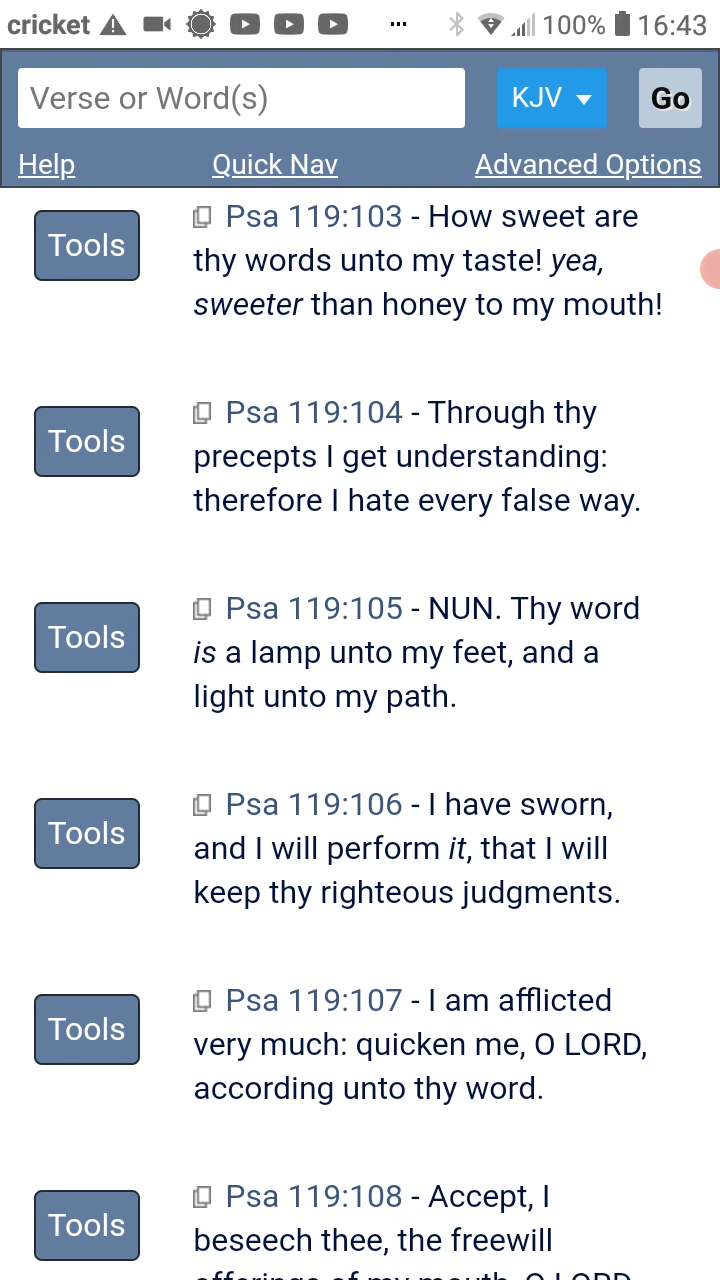 cricket ... 100% 16:43
Verse or Word(s) KJV Go
Help Quick Nav Advanced Options
Tools
Psa 119:103 - How sweet are
thy words unto my taste! yea,
sweeter than honey to my mouth!
Tools
Psa 119:104 - Through thy
precepts I get understanding:
therefore I hate every false way.
Tools
Psa 119:105 - NUN. Thy word
is a lamp unto my feet, and a
light unto my path.
Tools
Psa 119:106 - I have sworn,
and I will perform it, that I will
keep thy righteous judgments.
Tools
Psa 119:107 - I am afflicted
very much: quicken me, O LORD,
according unto thy word.
Tools
Psa 119:108 - Accept, I
beseech thee, the freewill
offerings of my mouth, O LORD